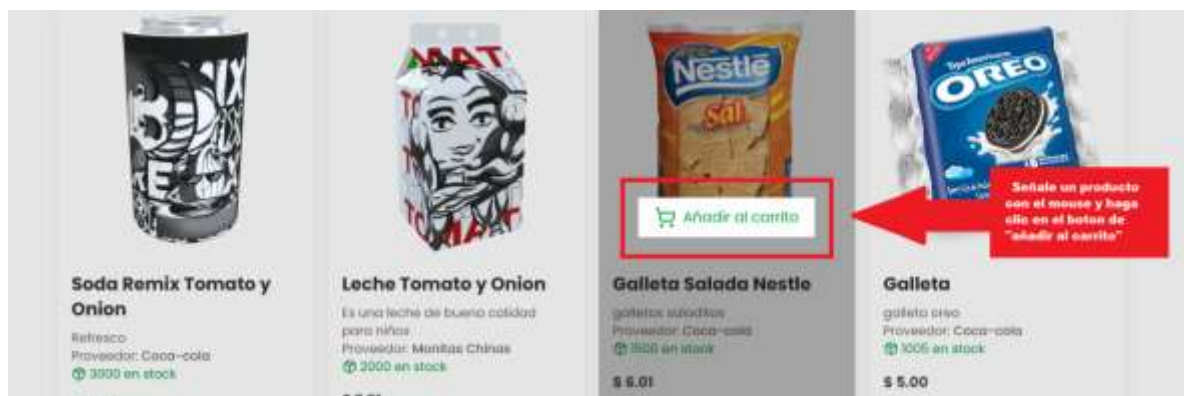 Nestlé
Sal
OREO
Señale un producto
con el mouse y haga
clic en el boton de
"añadir al carrito"
Añadir al carrito
Soda Remix Tomato y
Onion
Refresco
Proveedor: Coca-cola
3000 en stock
Leche Tomato y Onion
Es una leche de buena calidad
para niños
Proveedor: Monitas Chinas
2000 en stock
Galleta Salada Nestle
galletas saladitas
Proveedor: Coca-cola
1500 en stock
$ 6.01
Galleta
galleta oreo
Proveedor: Coca-cola
1005 en stock
$ 5.00